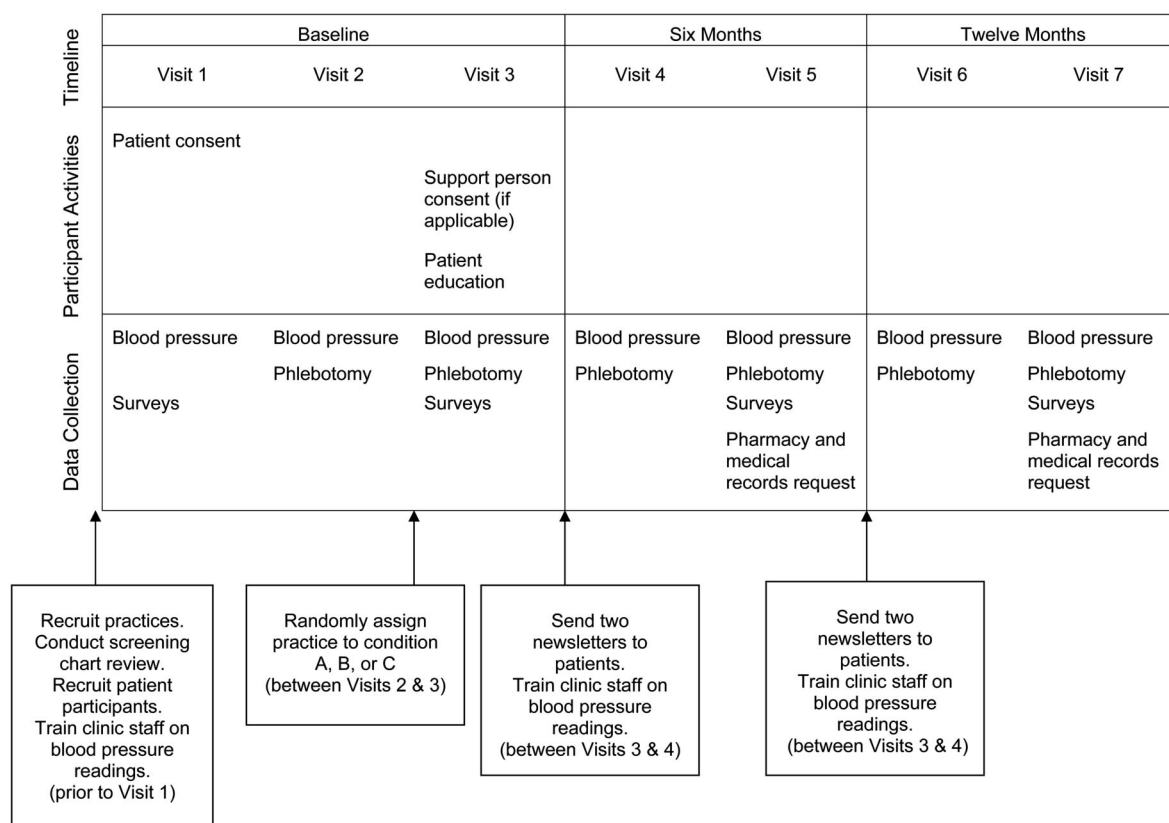 Timeline
Baseline
Six Months
Twelve Months
Visit 1
Visit 2
Visit 3
Visit 4
Visit 5
Visit 6
Visit 7
Participant Activities
Patient consent
Support person
consent (if
applicable)
Patient
education
Data Collection
Blood pressure
Blood pressure
Blood pressure
Blood pressure
Blood pressure
Blood pressure
Blood pressure
Phlebotomy
Phlebotomy
Phlebotomy
Phlebotomy
Phlebotomy
Phlebotomy
Surveys
Surveys
Surveys
Surveys
Pharmacy and
medical
records request
Pharmacy and
medical records
request
Recruit practices.
Conduct screening
chart review.
Recruit patient
participants.
Train clinic staff on
blood pressure
readings.
(prior to Visit 1)
Randomly assign
practice to condition
A, B, or C
(between Visits 2 & 3)
Send two
newsletters to
patients.
Train clinic staff on
blood pressure
readings.
(between Visits 3 & 4)
Send two
newsletters to
patients.
Train clinic staff on
blood pressure
readings.
(between Visits 3 & 4)